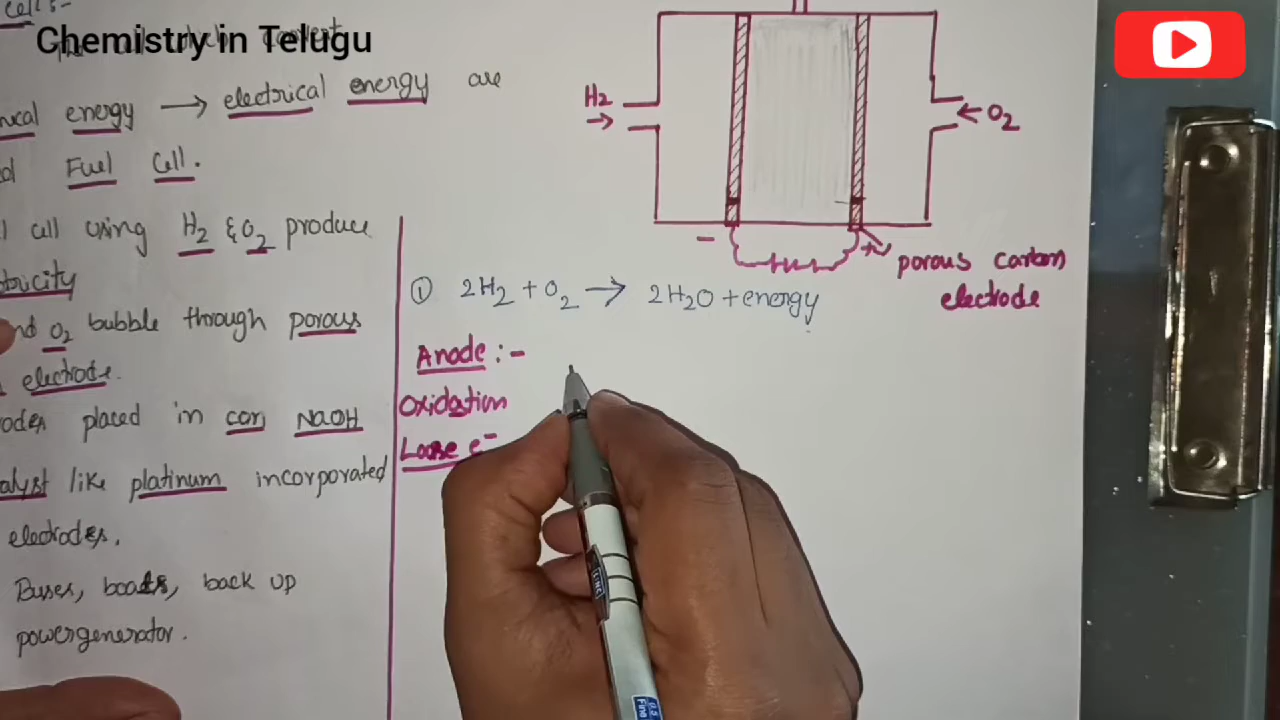 cells:-
Chemistry in Telugu
energy → electrical energy are
Fuel Cell.
using H2 & O2 produce
O2 bubble through porous
electrode.
placed in con, NaOH
like platinum incorporated
electrodes.
Buses, boats, back up
powergenerator.
H2
O2
-
+
porous carbon
electrode
① 2H2 + O2 → 2H2O + energy
Anode :-
Oxidation
Loose e-